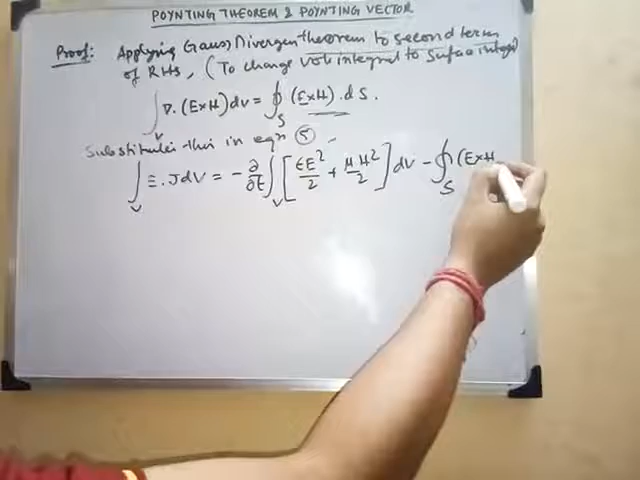 POYNTING THEOREM & POYNTING VECTOR
Proof: Applying Gauss Divergen theorem to second term
of RHS, (To change vol integral to surface integral)
∫v ∇.(E×H)dv = ∮s (E×H).ds.
Substitute this in eqn ⑤.
∫v E.Jdv = -∂/∂t ∫v [εE²/2 + μH²/2] dv - ∮s (E×H